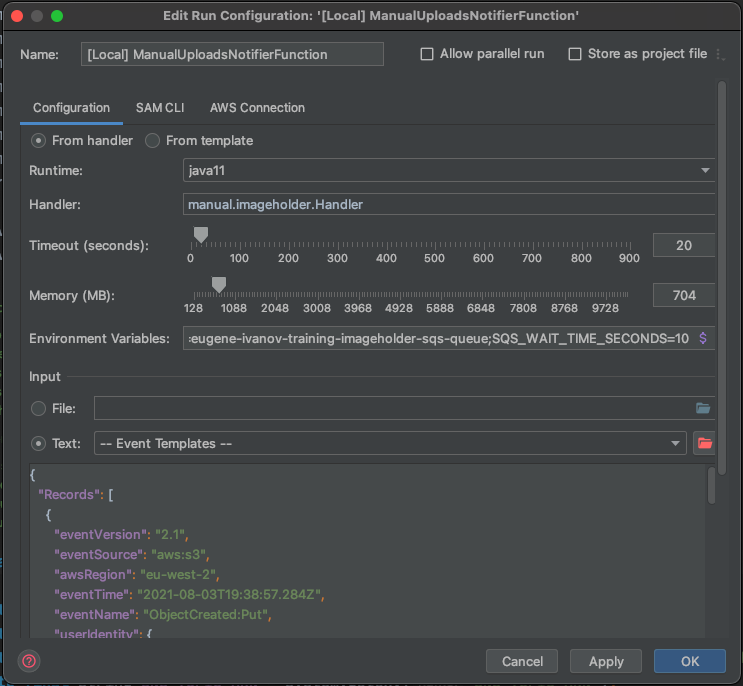 Edit Run Configuration: '[Local] ManualUploadsNotifierFunction'
Name: [Local] ManualUploadsNotifierFunction Allow parallel run Store as project file
Configuration SAM CLI AWS Connection
From handler From template
Runtime: java11
Handler: manual.imageholder.Handler
Timeout (seconds): 20
0 100 200 300 400 500 600 700 800 900
Memory (MB): 704
128 1088 2048 3008 3968 4928 5888 6848 7808 8768 9728
Environment Variables: :eugene-ivanov-training-imageholder-sqs-queue;SQS_WAIT_TIME_SECONDS=10 $
Input
File:
Text: -- Event Templates --
{
"Records": [
{
"eventVersion": "2.1",
"eventSource": "aws:s3",
"awsRegion": "eu-west-2",
"eventTime": "2021-08-03T19:38:57.284Z",
"eventName": "ObjectCreated:Put",
"userIdentity": {
? Cancel Apply OK